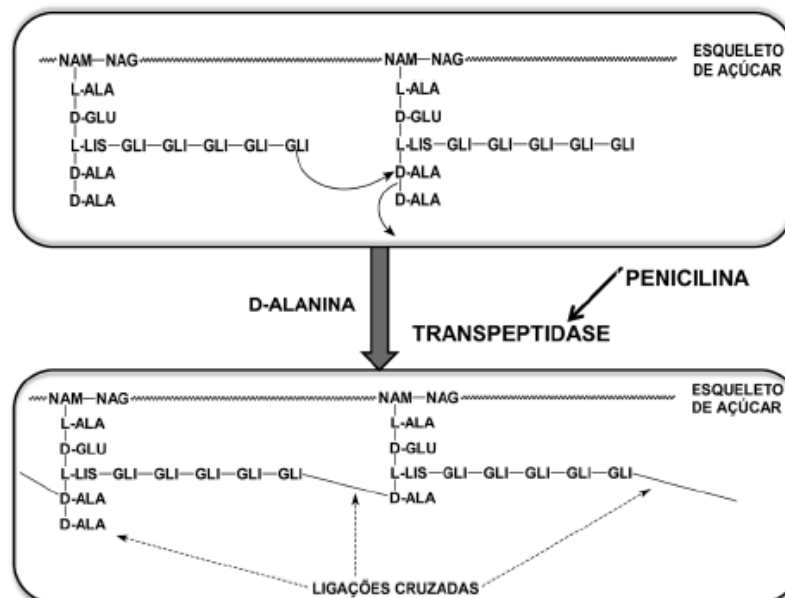 NAM—NAG NAM—NAG ESQUELETO DE AÇÚCAR
L-ALA L-ALA
D-GLU D-GLU
L-LIS—GLI—GLI—GLI—GLI—GLI L-LIS—GLI—GLI—GLI—GLI—GLI
D-ALA D-ALA
D-ALA D-ALA
D-ALANINA
PENICILINA
TRANSPEPTIDASE
NAM—NAG NAM—NAG ESQUELETO DE AÇÚCAR
L-ALA L-ALA
D-GLU D-GLU
L-LIS—GLI—GLI—GLI—GLI—GLI L-LIS—GLI—GLI—GLI—GLI—GLI
D-ALA D-ALA
D-ALA
LIGAÇÕES CRUZADAS